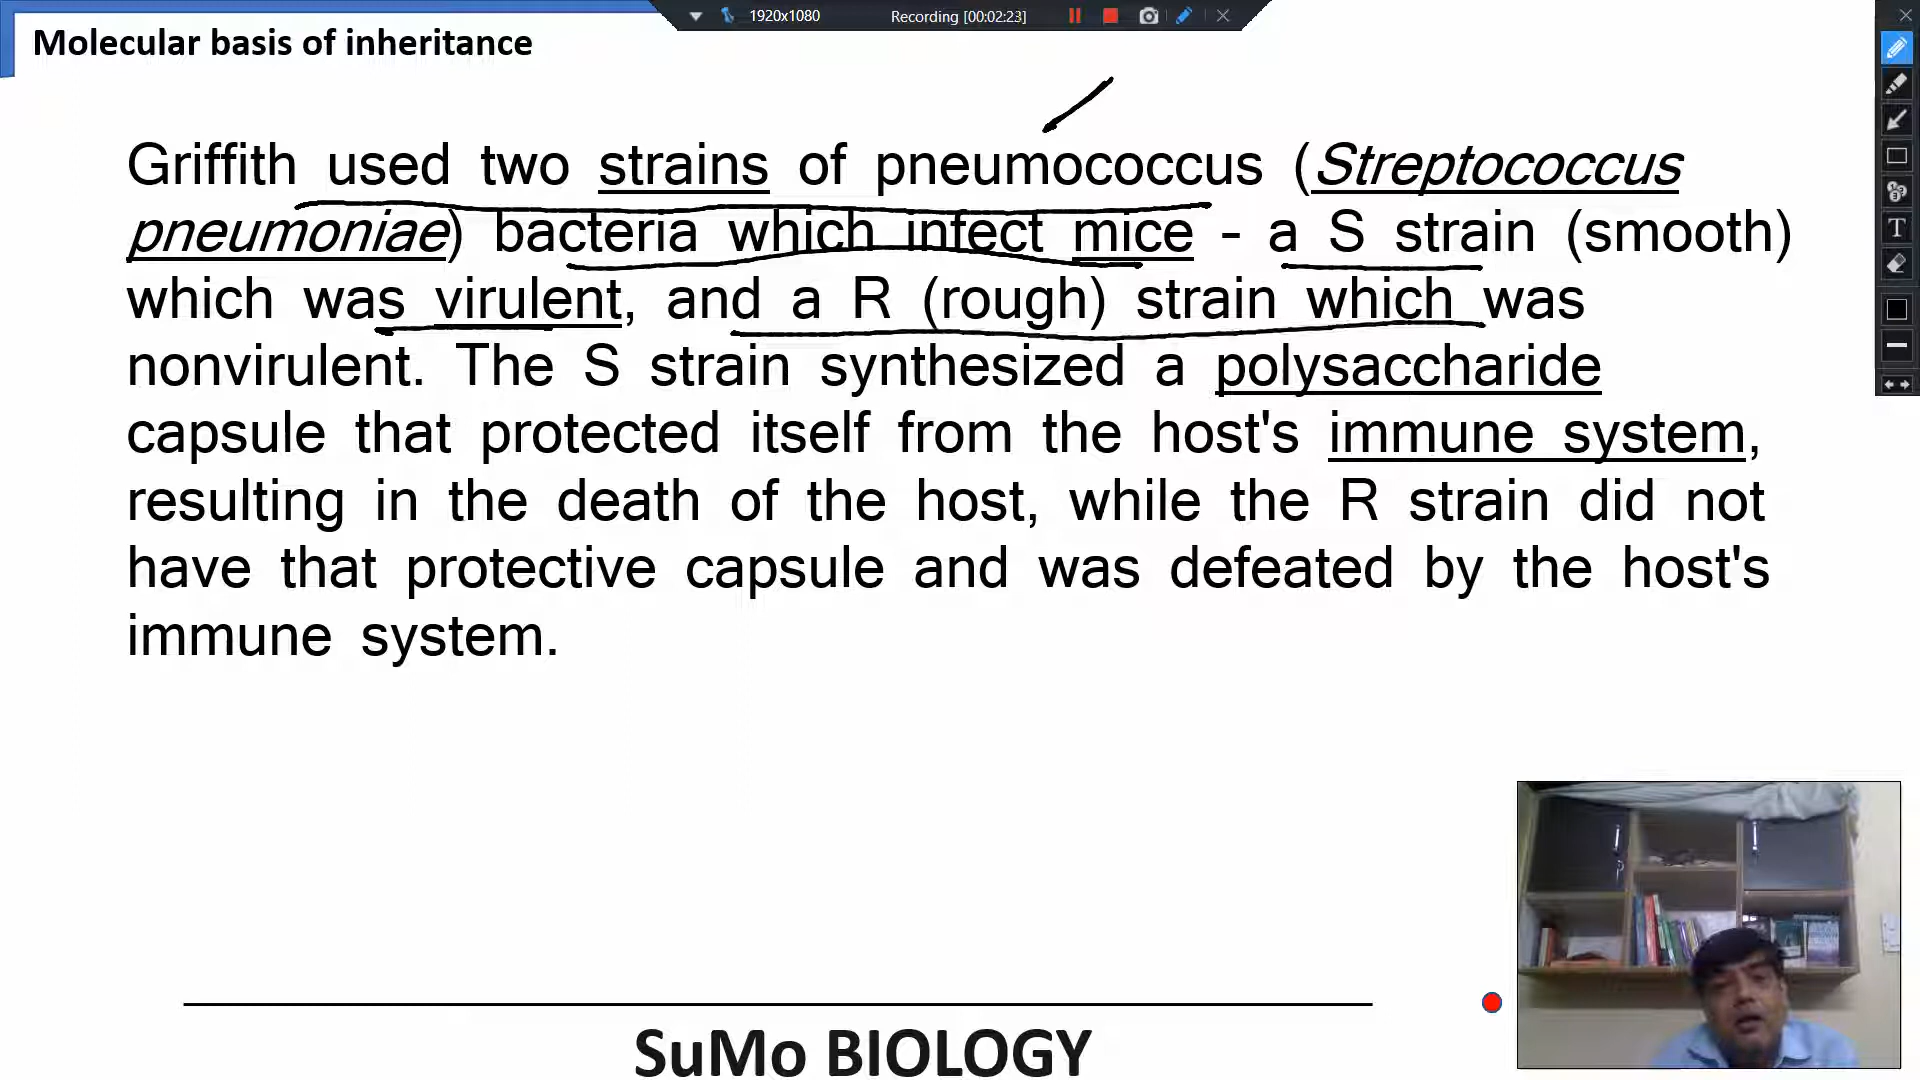 1920x1080
Recording [00:02:23]
Molecular basis of inheritance
Griffith used two strains of pneumococcus (Streptococcus
pneumoniae) bacteria which infect mice - a S strain (smooth)
which was virulent, and a R (rough) strain which was
nonvirulent. The S strain synthesized a polysaccharide
capsule that protected itself from the host's immune system,
resulting in the death of the host, while the R strain did not
have that protective capsule and was defeated by the host's
immune system.
SuMo BIOLOGY